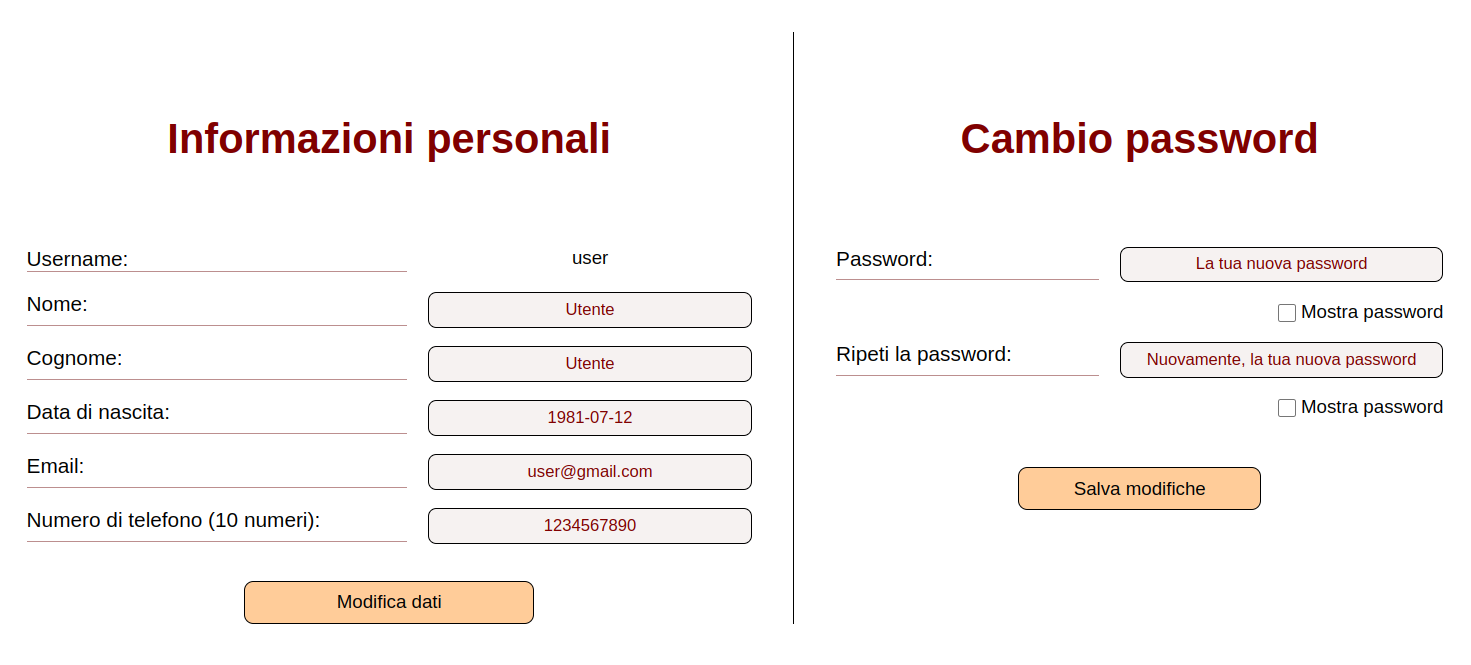 Informazioni personali
Username: user
Nome: Utente
Cognome: Utente
Data di nascita: 1981-07-12
Email: user@gmail.com
Numero di telefono (10 numeri): 1234567890
Modifica dati
Cambio password
Password: La tua nuova password
Mostra password
Ripeti la password: Nuovamente, la tua nuova password
Mostra password
Salva modifiche